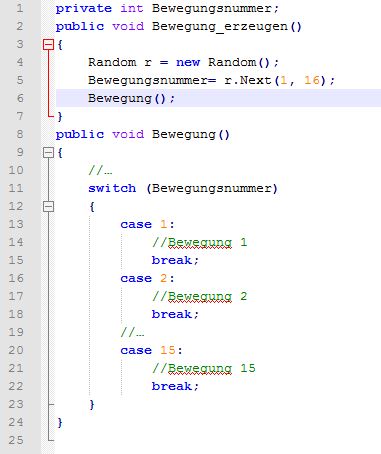 1 private int Bewegungsnummer;
2 public void Bewegung_erzeugen()
3 {
4 Random r = new Random();
5 Bewegungsnummer= r.Next(1, 16);
6 Bewegung();
7 }
8 public void Bewegung()
9 {
10 //…
11 switch (Bewegungsnummer)
12 {
13 case 1:
14 //Bewegung 1
15 break;
16 case 2:
17 //Bewegung 2
18 break;
19 //…
20 case 15:
21 //Bewegung 15
22 break;
23 }
24 }
25